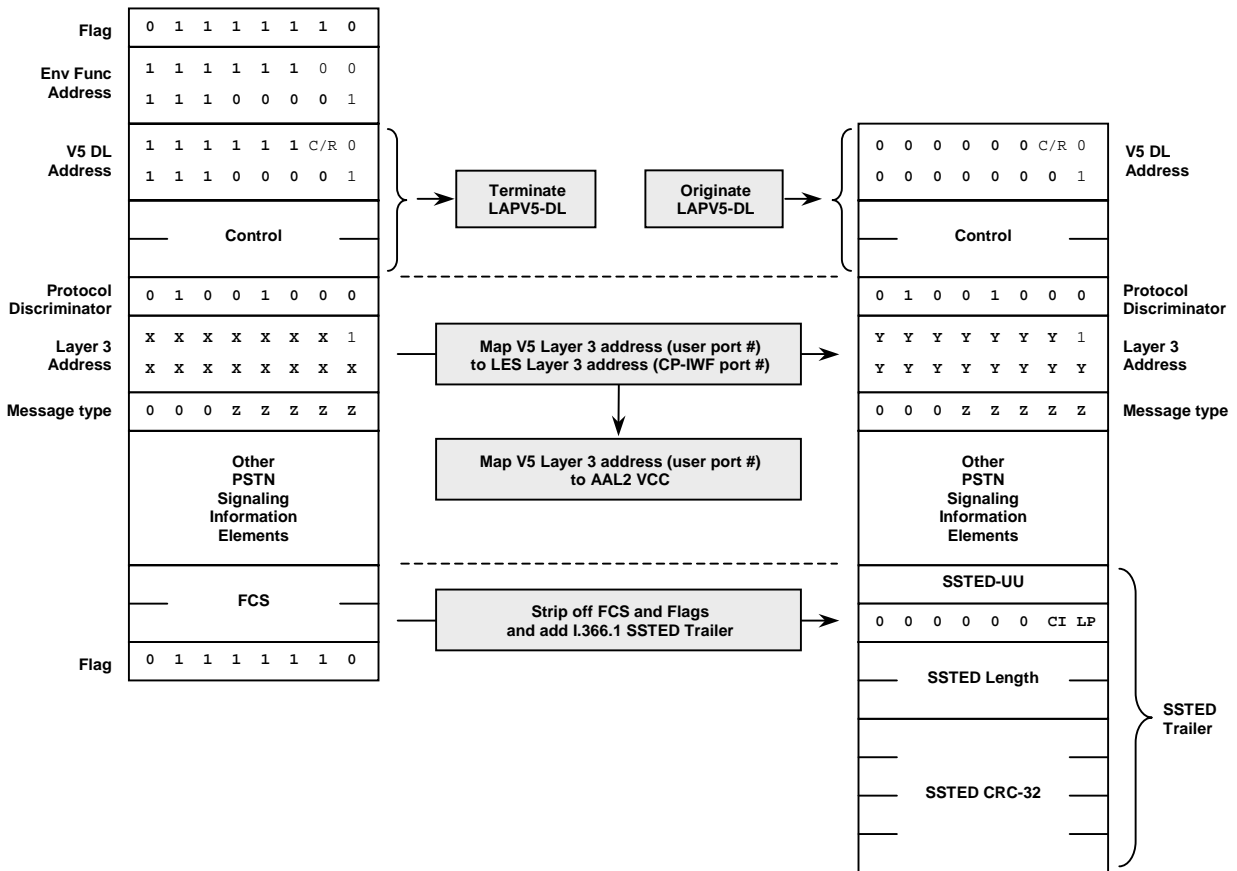 Flag
0 1 1 1 1 1 1 0
Env Func
Address
1 1 1 1 1 1 0 0
1 1 1 0 0 0 0 1
V5 DL
Address
1 1 1 1 1 1 C/R 0
1 1 1 0 0 0 0 1
Control
Protocol
Discriminator
0 1 0 0 1 0 0 0
Layer 3
Address
X X X X X X X 1
X X X X X X X X
Message type
0 0 0 Z Z Z Z Z
Other
PSTN
Signaling
Information
Elements
FCS
Flag
0 1 1 1 1 1 1 0
Terminate
LAPV5-DL
Originate
LAPV5-DL
Map V5 Layer 3 address (user port #)
to LES Layer 3 address (CP-IWF port #)
Map V5 Layer 3 address (user port #)
to AAL2 VCC
Strip off FCS and Flags
and add I.366.1 SSTED Trailer
0 0 0 0 0 0 C/R 0
0 0 0 0 0 0 0 1
V5 DL
Address
Control
0 1 0 0 1 0 0 0
Protocol
Discriminator
Y Y Y Y Y Y Y 1
Y Y Y Y Y Y Y Y
Layer 3
Address
0 0 0 Z Z Z Z Z
Message type
Other
PSTN
Signaling
Information
Elements
SSTED-UU
0 0 0 0 0 0 CI LP
SSTED Length
SSTED CRC-32
SSTED
Trailer